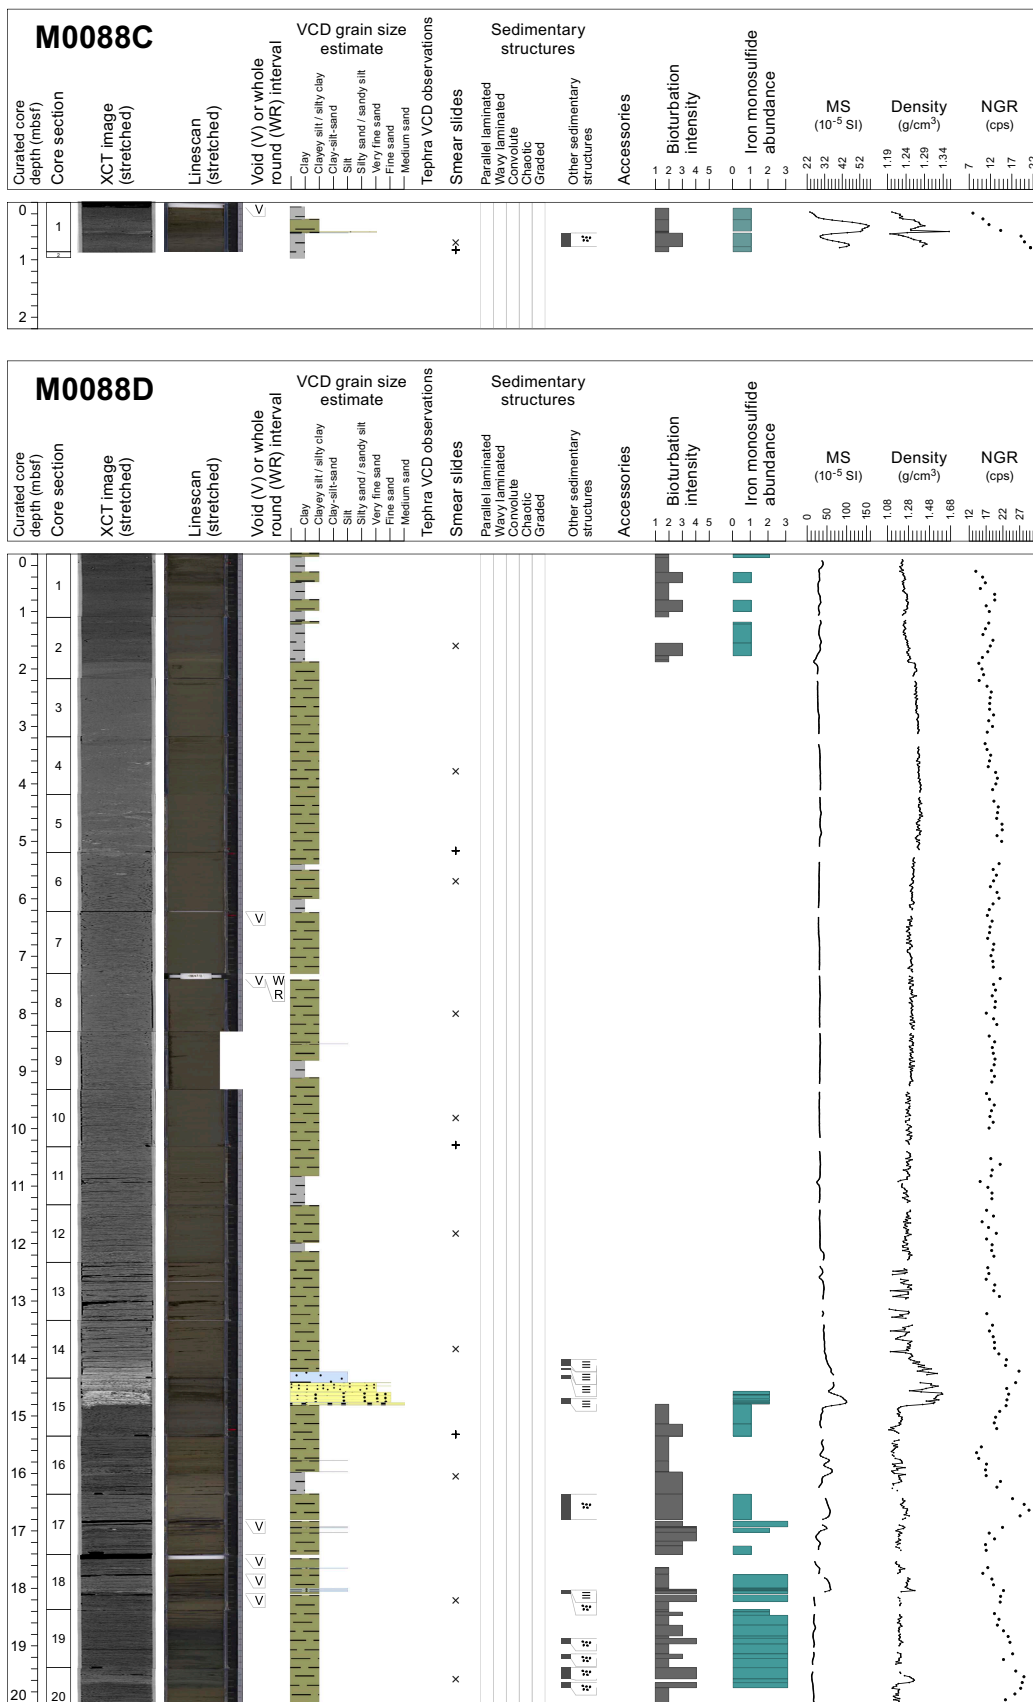 M0088C
Curated core
depth (mbsf)
Core section
XCT image
(stretched)
Linescan
(stretched)
Void (V) or whole
round (WR) interval
VCD grain size
estimate
Clay
Clayey silt / silty clay
Clay-silt-sand
Silt
Silty sand / sandy silt
Very fine sand
Fine sand
Medium sand
Tephra VCD observations
Smear slides
Sedimentary
structures
Parallel laminated
Wavy laminated
Convolute
Chaotic
Graded
Other sedimentary
structures
Accessories
Bioturbation
intensity
1 2 3 4 5
Iron monosulfide
abundance
0 1 2 3
MS
(10⁻⁵ SI)
22 32 42 52
Density
(g/cm³)
1.19 1.24 1.29 1.34
NGR
(cps)
7 12 17 22
0
1
2
1
2
V
M0088D
Curated core
depth (mbsf)
Core section
XCT image
(stretched)
Linescan
(stretched)
Void (V) or whole
round (WR) interval
VCD grain size
estimate
Clay
Clayey silt / silty clay
Clay-silt-sand
Silt
Silty sand / sandy silt
Very fine sand
Fine sand
Medium sand
Tephra VCD observations
Smear slides
Sedimentary
structures
Parallel laminated
Wavy laminated
Convolute
Chaotic
Graded
Other sedimentary
structures
Accessories
Bioturbation
intensity
1 2 3 4 5
Iron monosulfide
abundance
0 1 2 3
MS
(10⁻⁵ SI)
0 50 100 150
Density
(g/cm³)
1.08 1.28 1.48 1.68
NGR
(cps)
12 17 22 27
0
1
2
3
4
5
6
7
8
9
10
11
12
13
14
15
16
17
18
19
20
1
2
3
4
5
6
7
8
9
10
11
12
13
14
15
16
17
18
19
20
V
V W
R
V
V
V
V